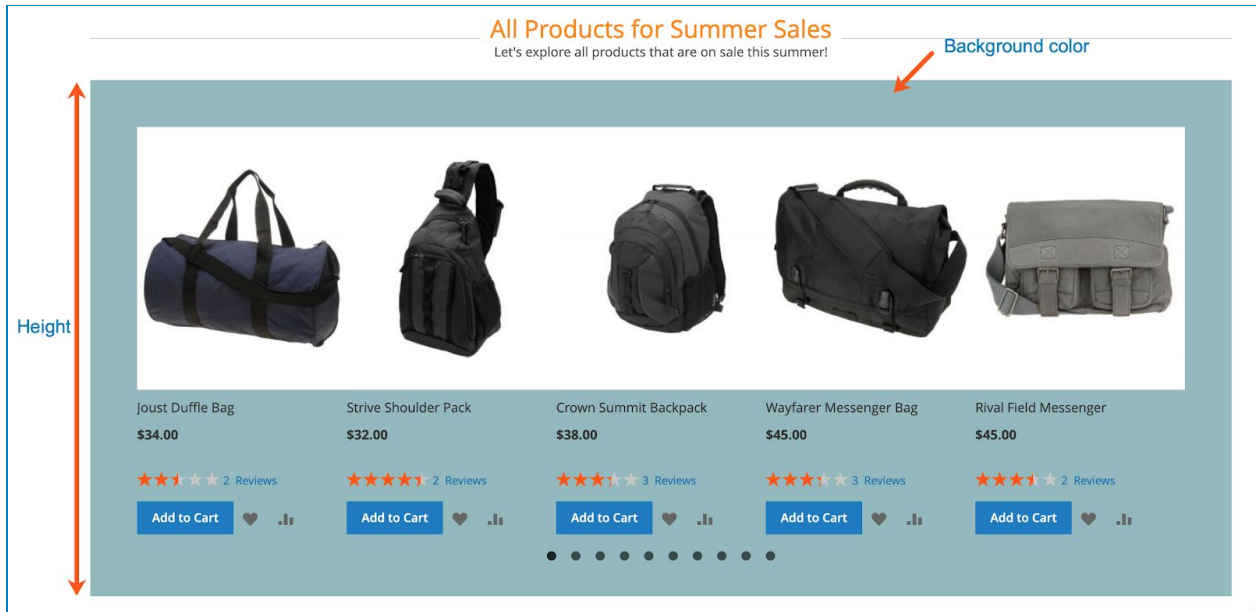 All Products for Summer Sales
Let's explore all products that are on sale this summer!
Background color
Height
Joust Duffle Bag Strive Shoulder Pack Crown Summit Backpack Wayfarer Messenger Bag Rival Field Messenger
$34.00 $32.00 $38.00 $45.00 $45.00
2 Reviews 2 Reviews 3 Reviews 3 Reviews 2 Reviews
Add to Cart Add to Cart Add to Cart Add to Cart Add to Cart